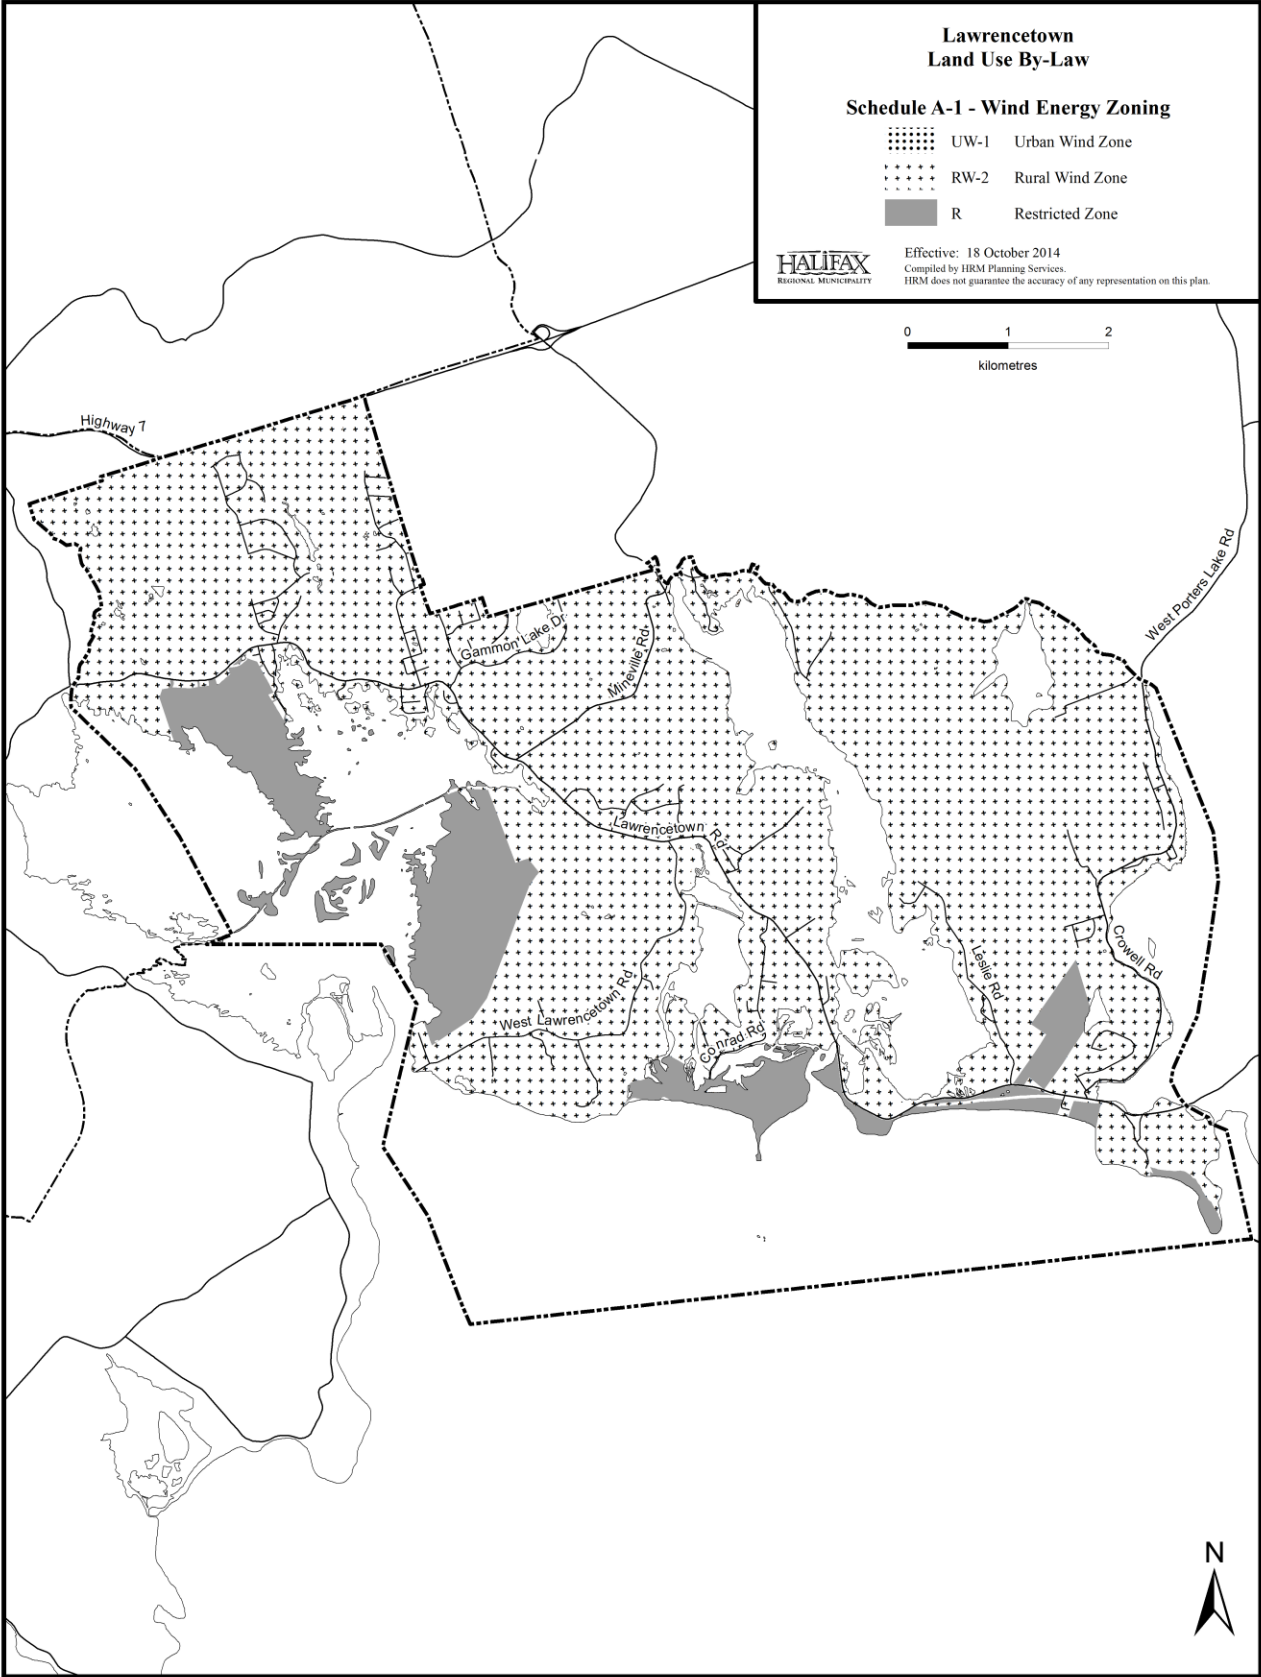 Lawrencetown
Land Use By-Law
Schedule A-1 - Wind Energy Zoning
UW-1 Urban Wind Zone
RW-2 Rural Wind Zone
R Restricted Zone
HALIFAX
REGIONAL MUNICIPALITY
Effective: 18 October 2014
Compiled by HRM Planning Services.
HRM does not guarantee the accuracy of any representation on this plan.
0 1 2
kilometres
Highway 7
West Porters Lake Rd
Gammon Lake Dr
Mineville Rd
Lawrencetown Rd
Crowell Rd
Leslie Rd
West Lawrencetown Rd
Conrad Rd
N